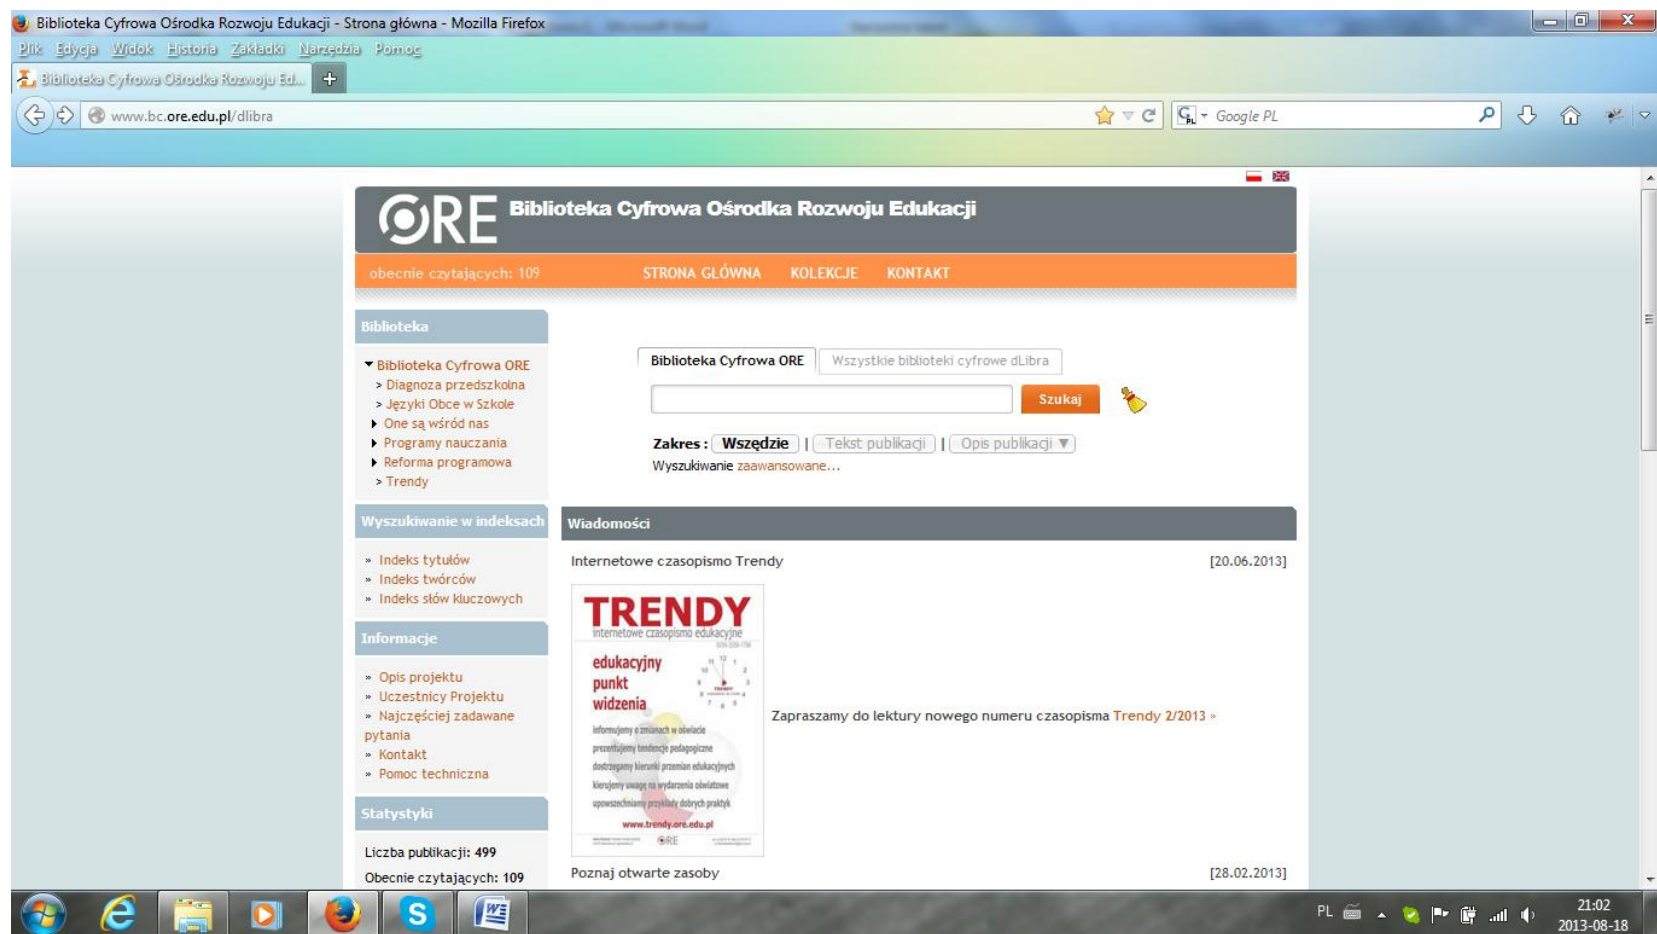 Biblioteka Cyfrowa Ośrodka Rozwoju Edukacji - Strona główna - Mozilla Firefox
Plik Edycja Widok Historia Zakładki Narzędzia Pomoc
Biblioteka Cyfrowa Ośrodka Rozwoju Ed...
www.bc.ore.edu.pl/dlibra
Google PL
ORE Biblioteka Cyfrowa Ośrodka Rozwoju Edukacji
obecnie czytających: 109 STRONA GŁÓWNA KOLEKCJE KONTAKT
Biblioteka
Biblioteka Cyfrowa ORE
> Diagnoza przedszkolna
> Języki Obce w Szkole
One są wśród nas
Programy nauczania
Reforma programowa
> Trendy
Biblioteka Cyfrowa ORE Wszystkie biblioteki cyfrowe dLibra
Szukaj
Zakres : Wszędzie | Tekst publikacji | Opis publikacji ▼
Wyszukiwanie zaawansowane...
Wyszukiwanie w indeksach
» Indeks tytułów
» Indeks twórców
» Indeks słów kluczowych
Informacje
» Opis projektu
» Uczestnicy Projektu
» Najczęściej zadawane
pytania
» Kontakt
» Pomoc techniczna
Statystyki
Liczba publikacji: 499
Obecnie czytających: 109
Wiadomości
Internetowe czasopismo Trendy [20.06.2013]
TRENDY
internetowe czasopismo edukacyjne
edukacyjny
punkt
widzenia
informujemy o zmianach w oświacie
prezentujemy tendencje pedagogiczne
dostrzegamy kierunki przemian edukacyjnych
kierujemy uwagę na wydarzenia oświatowe
upowszechniamy przykłady dobrych praktyk
www.trendy.ore.edu.pl
ORE
Zapraszamy do lektury nowego numeru czasopisma Trendy 2/2013 »
Poznaj otwarte zasoby [28.02.2013]
PL
21:02
2013-08-18